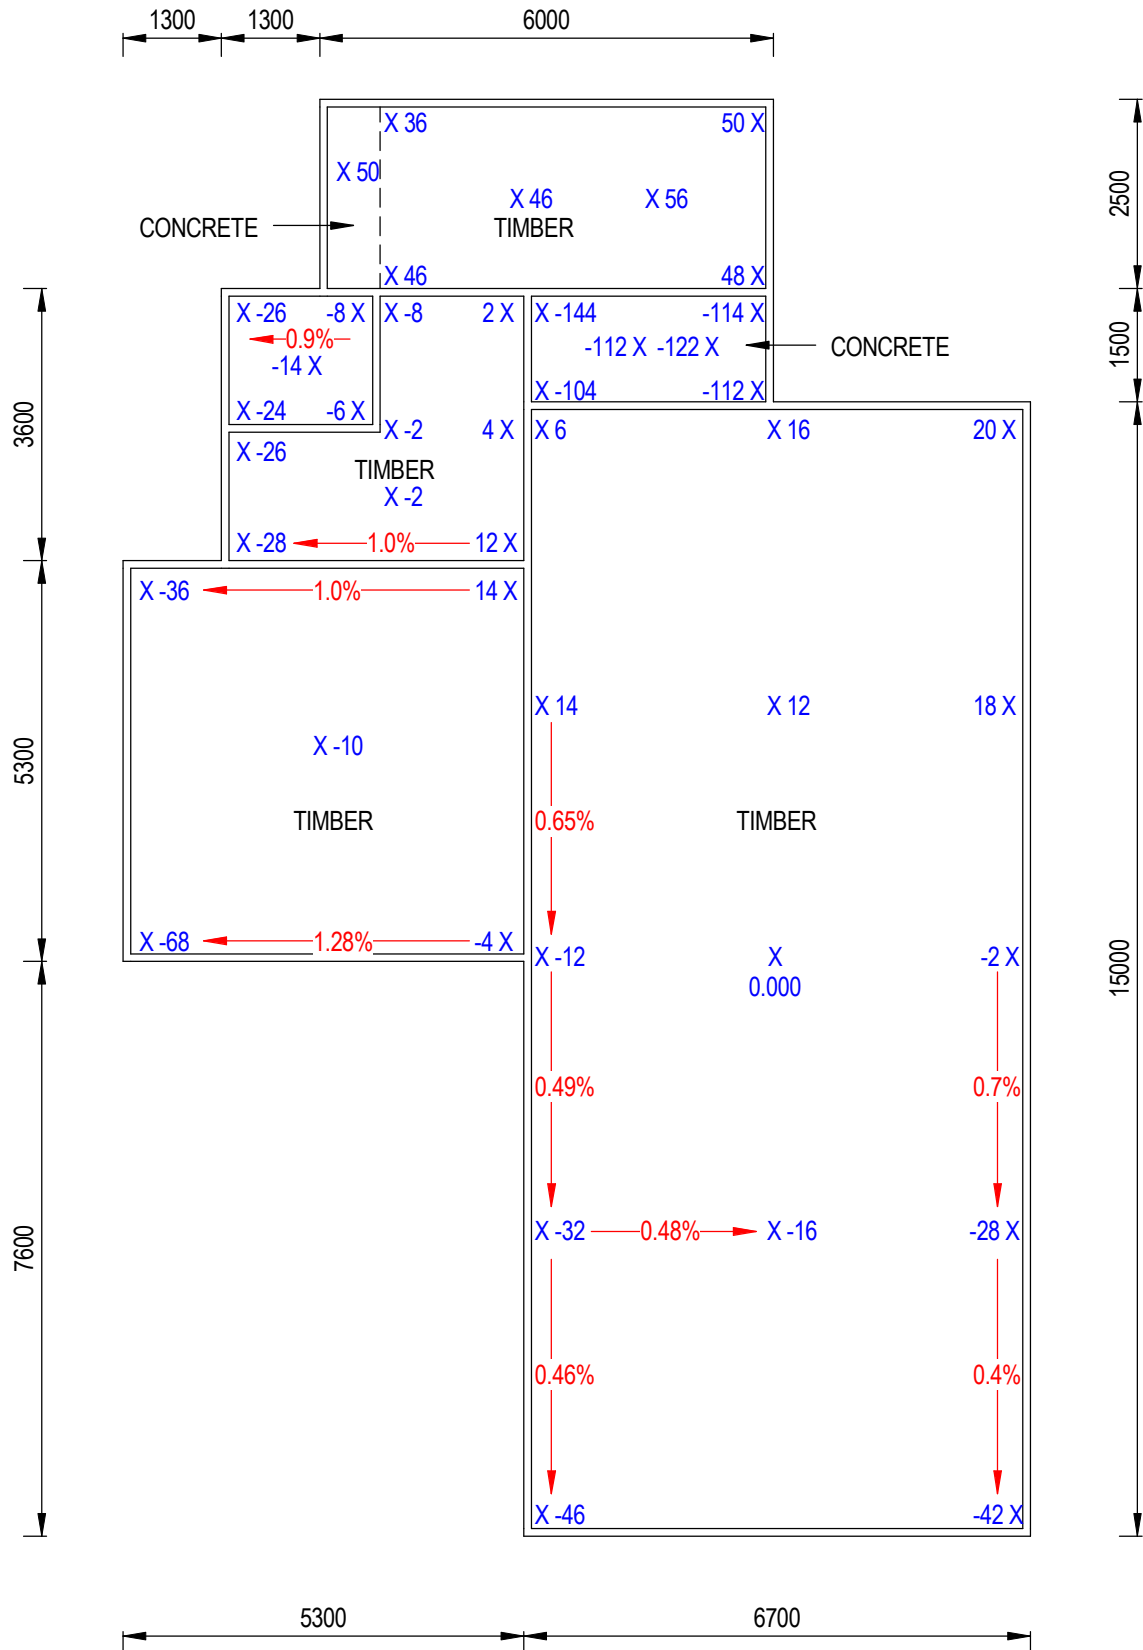 1300 1300 6000
X 36 50 X
X 50
X 46 X 56
CONCRETE TIMBER
2500
X 46 48 X
X -26 -8 X X -8 2 X X -144 -114 X
0.9%
-112 X -122 X CONCRETE
1500
-14 X
X -24 -6 X X -104 -112 X
3600
X -2 4 X X 6 X 16 20 X
X -26
TIMBER
X -2
X -28 1.0% 12 X
X -36 1.0% 14 X
X 14 X 12 18 X
X -10
5300
TIMBER 0.65% TIMBER
X -68 1.28% -4 X
X -12 X -2 X
0.000
15000
0.49% 0.7%
X -32 0.48% X -16 -28 X
7600
0.46% 0.4%
X -46 -42 X
5300 6700